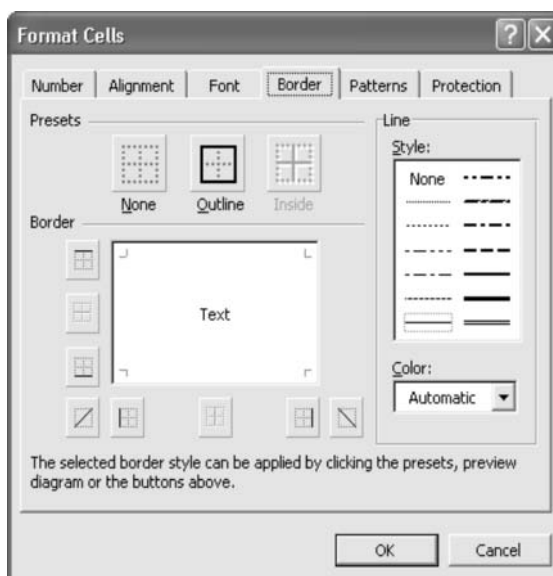 Format Cells
Number
Alignment
Font
Border
Patterns
Protection
Presets
None
Outline
Inside
Border
Text
Line
Style:
None
Color:
Automatic
The selected border style can be applied by clicking the presets, preview
diagram or the buttons above.
OK
Cancel